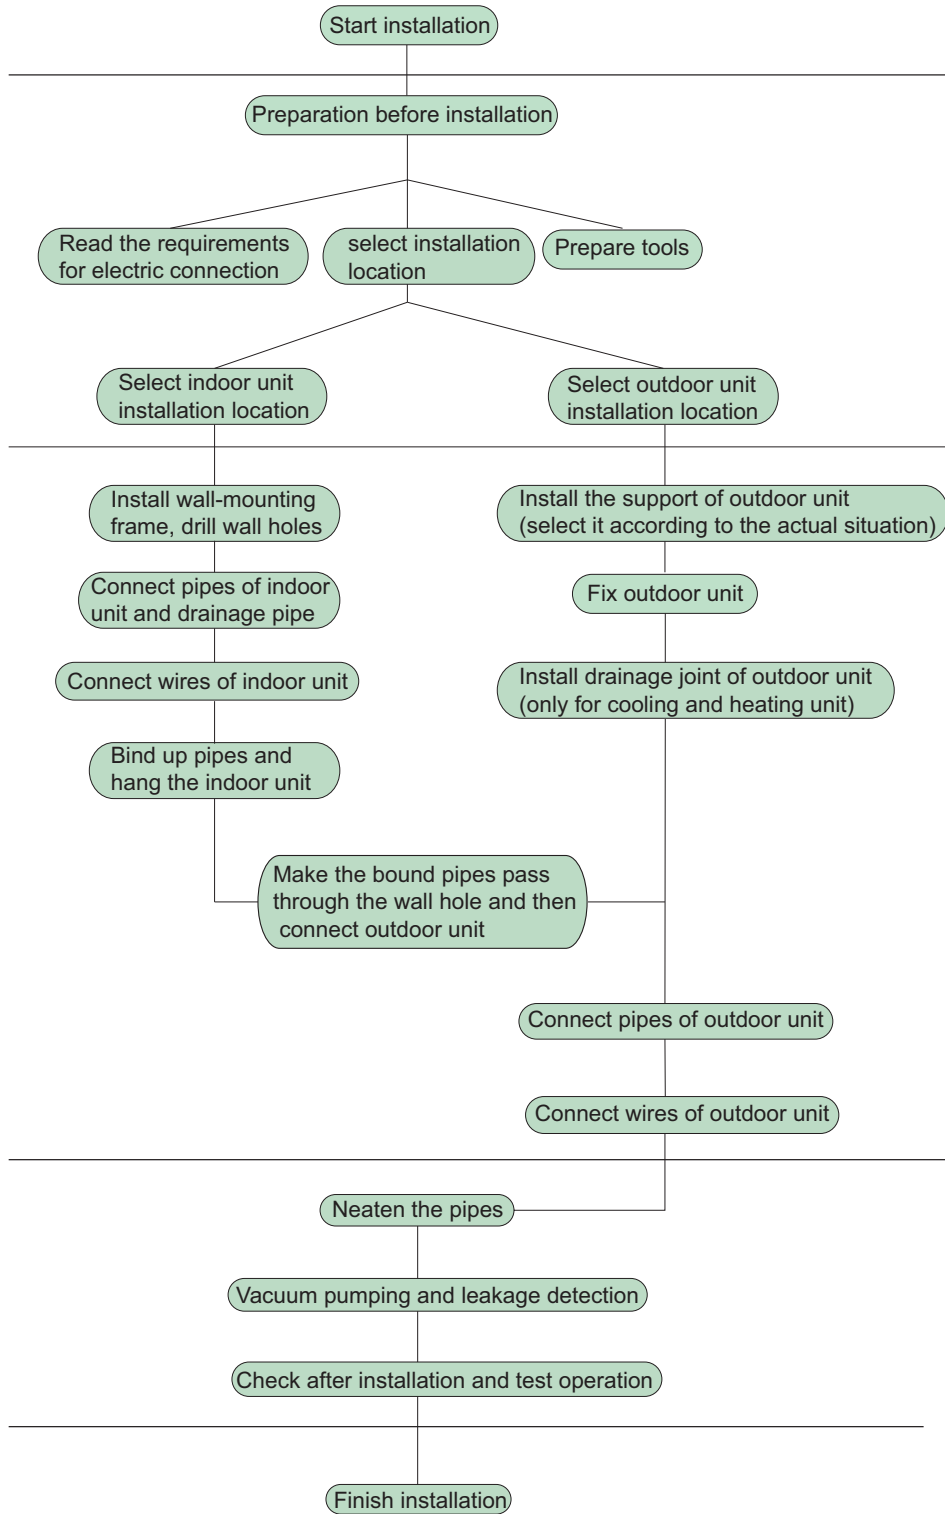 Start installation
Preparation before installation
Read the requirements
for electric connection
select installation
location
Prepare tools
Select indoor unit
installation location
Select outdoor unit
installation location
Install wall-mounting
frame, drill wall holes
Install the support of outdoor unit
(select it according to the actual situation)
Connect pipes of indoor
unit and drainage pipe
Fix outdoor unit
Connect wires of indoor unit
Install drainage joint of outdoor unit
(only for cooling and heating unit)
Bind up pipes and
hang the indoor unit
Make the bound pipes pass
through the wall hole and then
connect outdoor unit
Connect pipes of outdoor unit
Connect wires of outdoor unit
Neaten the pipes
Vacuum pumping and leakage detection
Check after installation and test operation
Finish installation